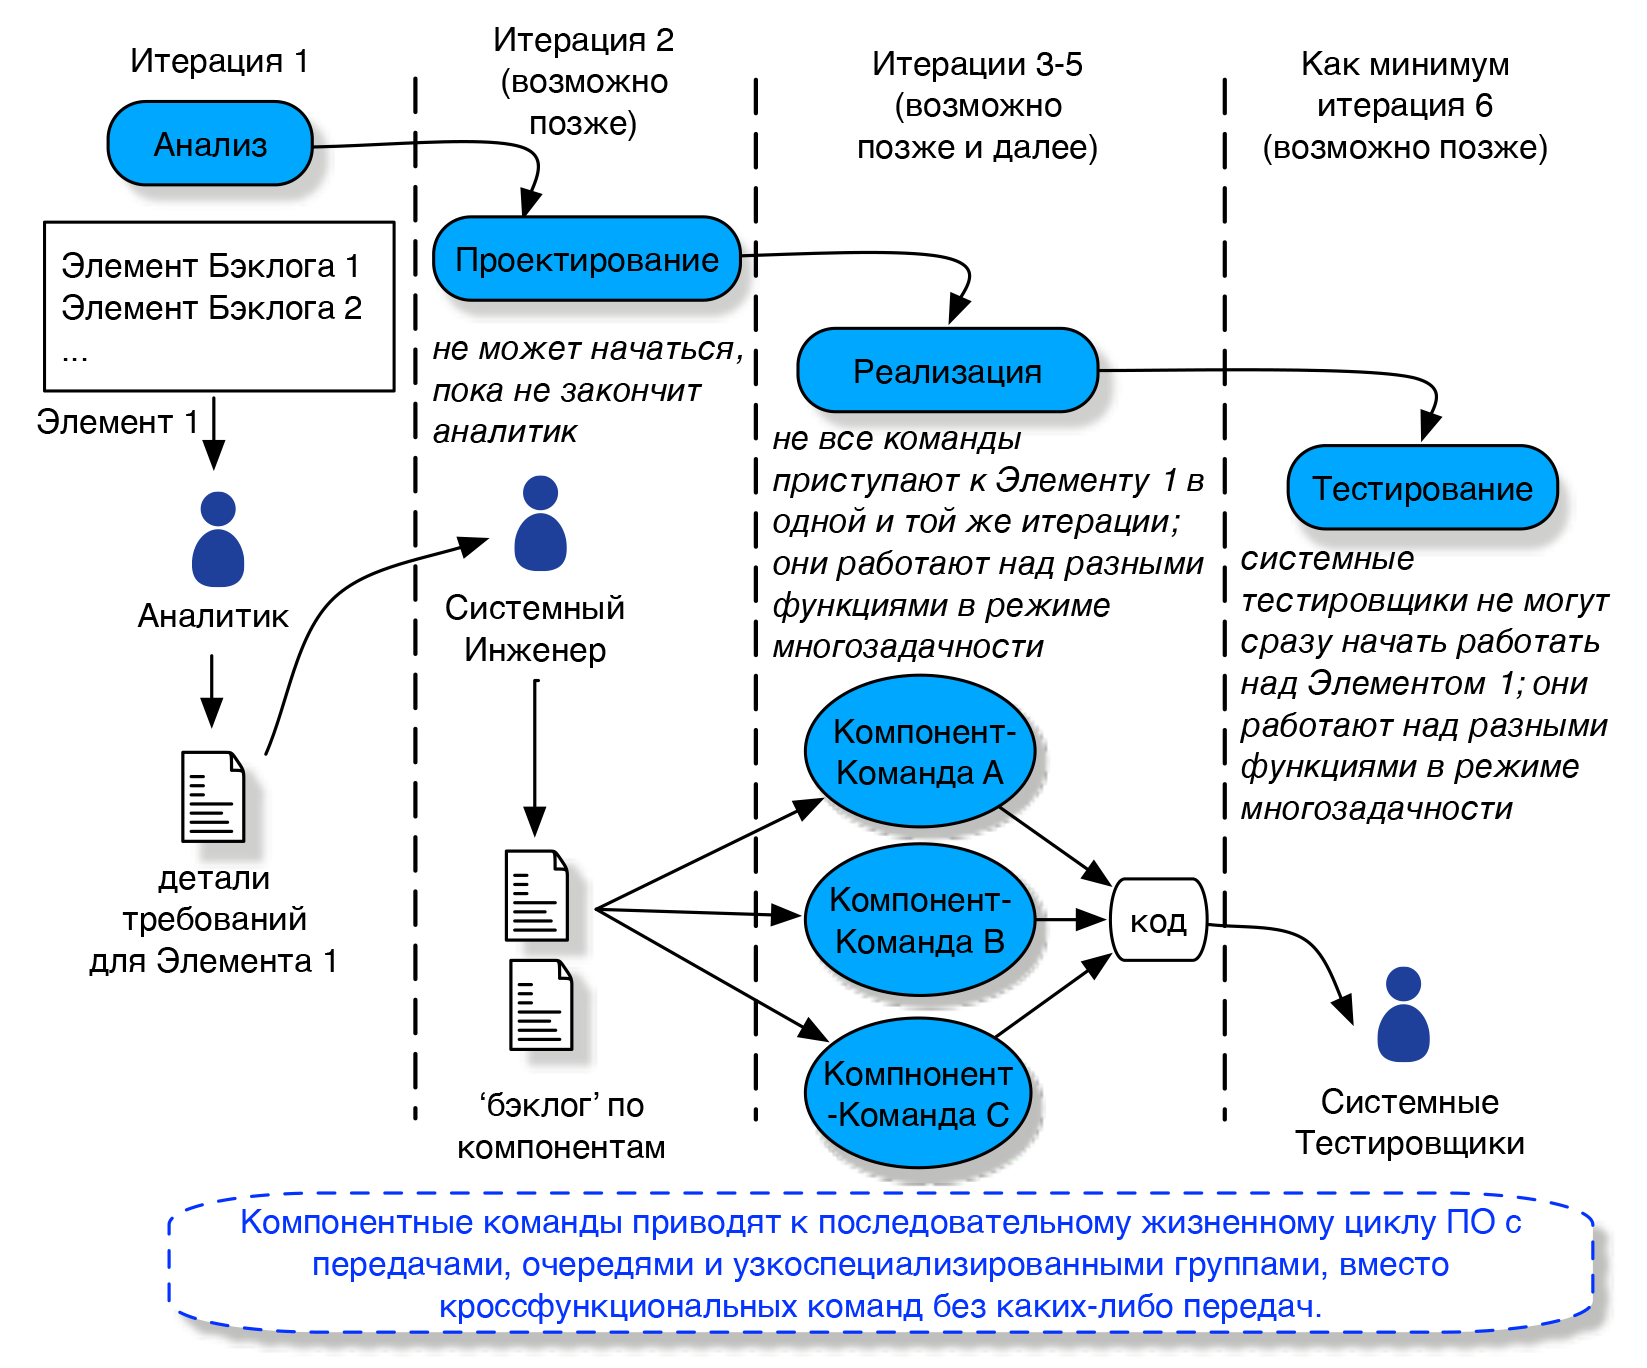 Итерация 1
Анализ
Элемент Бэклога 1
Элемент Бэклога 2
...
Элемент 1
Аналитик
детали
требований
для Элемента 1
Итерация 2
(возможно
позже)
Проектирование
не может начаться,
пока не закончит
аналитик
Системный
Инженер
‘бэклог’ по
компонентам
Итерации 3-5
(возможно
позже и далее)
Реализация
не все команды
приступают к Элементу 1 в
одной и той же итерации;
они работают над разными
функциями в режиме
многозадачности
Компонент-
Команда А
Компонент-
Команда В
Компнонент
-Команда С
код
Как минимум
итерация 6
(возможно позже)
Тестирование
системные
тестировщики не могут
сразу начать работать
над Элементом 1; они
работают над разными
функциями в режиме
многозадачности
Системные
Тестировщики
Компонентные команды приводят к последовательному жизненному циклу ПО с
передачами, очередями и узкоспециализированными группами, вместо
кроссфункциональных команд без каких-либо передач.